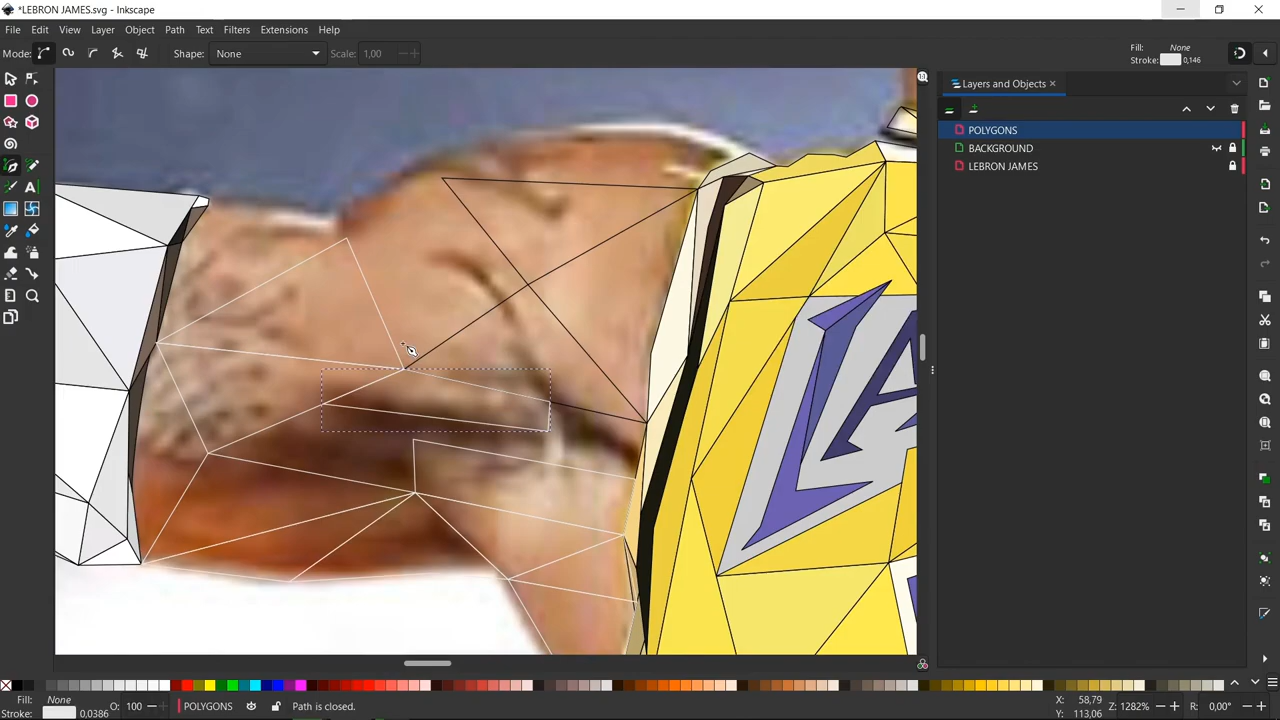 *LEBRON JAMES.svg - Inkscape
File Edit View Layer Object Path Text Filters Extensions Help
Mode: Shape: None Scale: 1,00 Fill: None
Stroke: 0,146
Layers and Objects
POLYGONS
BACKGROUND
LEBRON JAMES
LA
Fill: None
Stroke: 0,0386
O: 100
POLYGONS
Path is closed.
X: 58,79
Y: 113,06
Z: 1282%
R: 0,00°